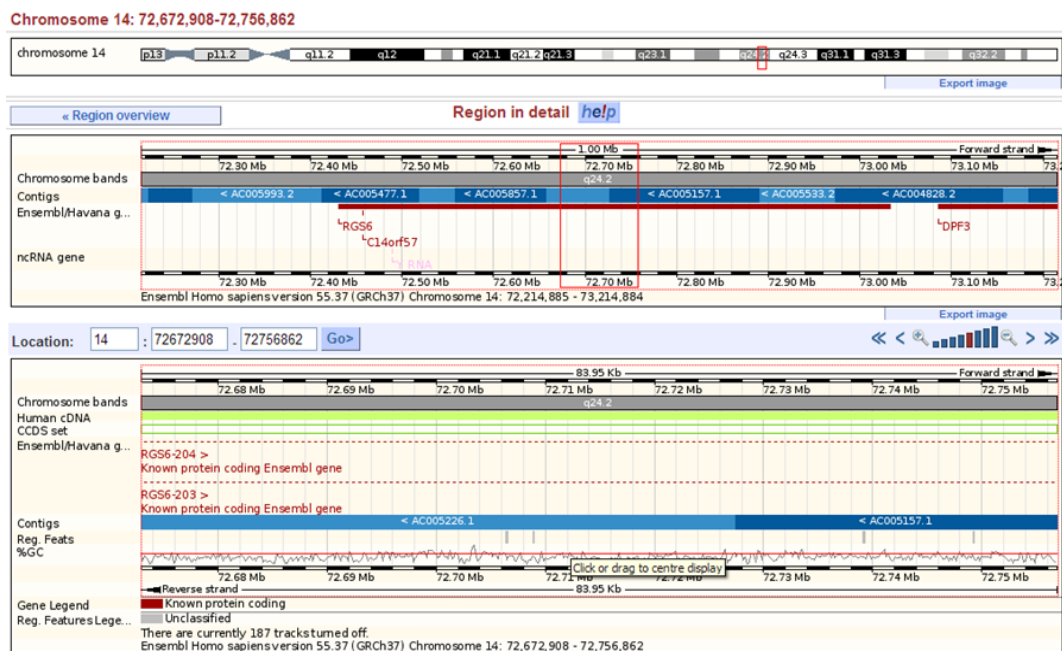 Chromosome 14: 72,672,908-72,756,862
chromosome 14 p13 p11.2 q11.2 q12 q21.1 q21.2 q21.3 q23.1 q24.3 q31.1 q31.3 q32.2
Export image
« Region overview Region in detail help
1.00 Mb Forward strand
72.30 Mb 72.40 Mb 72.50 Mb 72.60 Mb 72.70 Mb 72.80 Mb 72.90 Mb 73.00 Mb 73.10 Mb 73.2
Chromosome bands q24.2
Contigs < AC005993.2 < AC005477.1 < AC005857.1 < AC005157.1 < AC005533.2 < AC004828.2
Ensembl/Havana g...
RGS6 DPF3
C14orf57
ncRNA gene Y RNA
72.30 Mb 72.40 Mb 72.50 Mb 72.60 Mb 72.70 Mb 72.80 Mb 72.90 Mb 73.00 Mb 73.10 Mb 73.2
Ensembl Homo sapiens version 55.37 (GRCh37) Chromosome 14: 72,214,885 - 73,214,884
Export image
Location: 14 : 72672908 - 72756862 Go>
83.95 Kb Forward strand
72.68 Mb 72.69 Mb 72.70 Mb 72.71 Mb 72.72 Mb 72.73 Mb 72.74 Mb 72.75 Mb
Chromosome bands q24.2
Human cDNA
CCDS set
Ensembl/Havana g...
RGS6-204 >
Known protein coding Ensembl gene
RGS6-203 >
Known protein coding Ensembl gene
Contigs < AC005226.1 < AC005157.1
Reg. Feats
%GC
Click or drag to centre display
72.68 Mb 72.69 Mb 72.70 Mb 72.71 Mb 72.72 Mb 72.73 Mb 72.74 Mb 72.75 Mb
Reverse strand 83.95 Kb
Gene Legend Known protein coding
Reg. Features Lege... Unclassified
There are currently 187 tracks turned off.
Ensembl Homo sapiens version 55.37 (GRCh37) Chromosome 14: 72,672,908 - 72,756,862